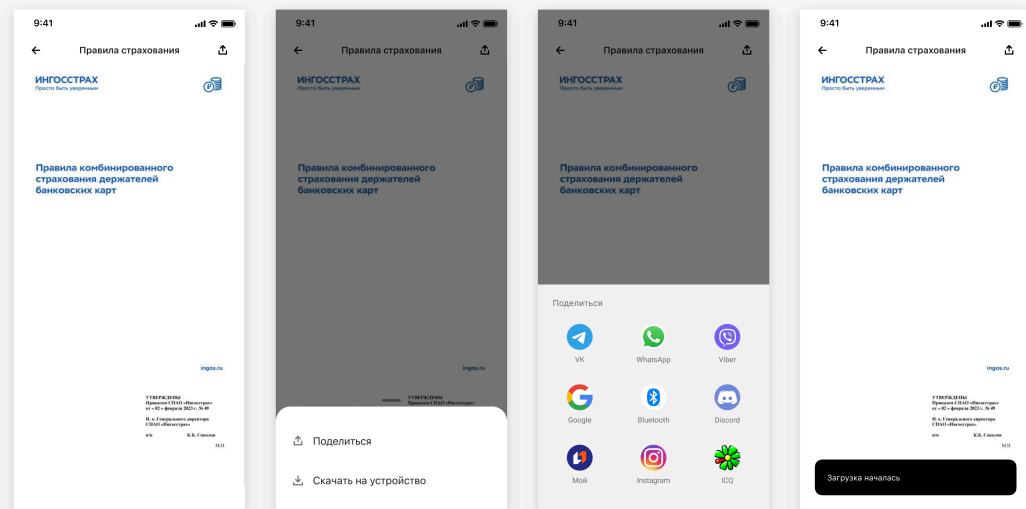 9:41
Правила страхования
ИНГОССТРАХ
Просто быть уверенным
Правила комбинированного
страхования держателей
банковских карт
ingos.ru
УТВЕРЖДЕНЫ
Приказом СПАО «Ингосстрах»
от « 02 » февраля 2023 г. № 49
И. о. Генерального директора
СПАО «Ингосстрах»
п/п К.Б. Соколов
М.П.
9:41
Правила страхования
ИНГОССТРАХ
Просто быть уверенным
Правила комбинированного
страхования держателей
банковских карт
ingos.ru
УТВЕРЖДЕНЫ
Приказом СПАО «Ингосстрах»
Поделиться
Скачать на устройство
9:41
Правила страхования
ИНГОССТРАХ
Просто быть уверенным
Правила комбинированного
страхования держателей
банковских карт
Поделиться
VK
WhatsApp
Viber
Google
Bluetooth
Discord
Мой
Instagram
ICQ
9:41
Правила страхования
ИНГОССТРАХ
Просто быть уверенным
Правила комбинированного
страхования держателей
банковских карт
ingos.ru
УТВЕРЖДЕНЫ
Приказом СПАО «Ингосстрах»
от « 02 » февраля 2023 г. № 49
И. о. Генерального директора
СПАО «Ингосстрах»
п/п К.Б. Соколов
М.П.
Загрузка началась